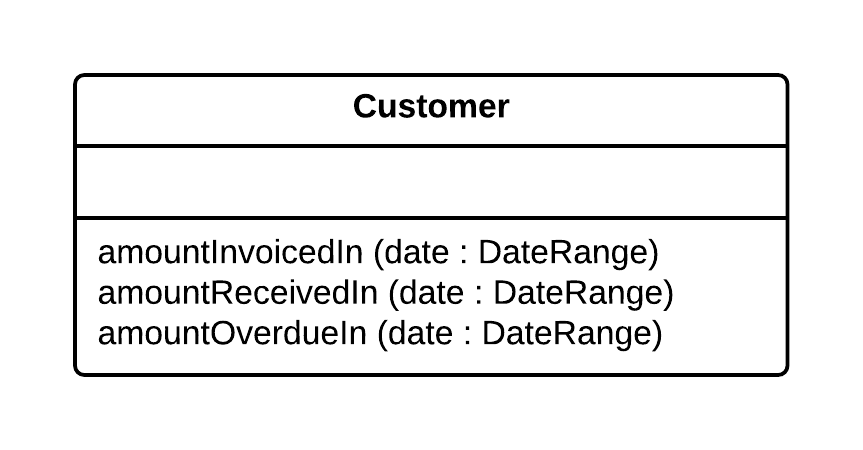 Customer
amountInvoicedIn (date : DateRange)
amountReceivedIn (date : DateRange)
amountOverdueIn (date : DateRange)